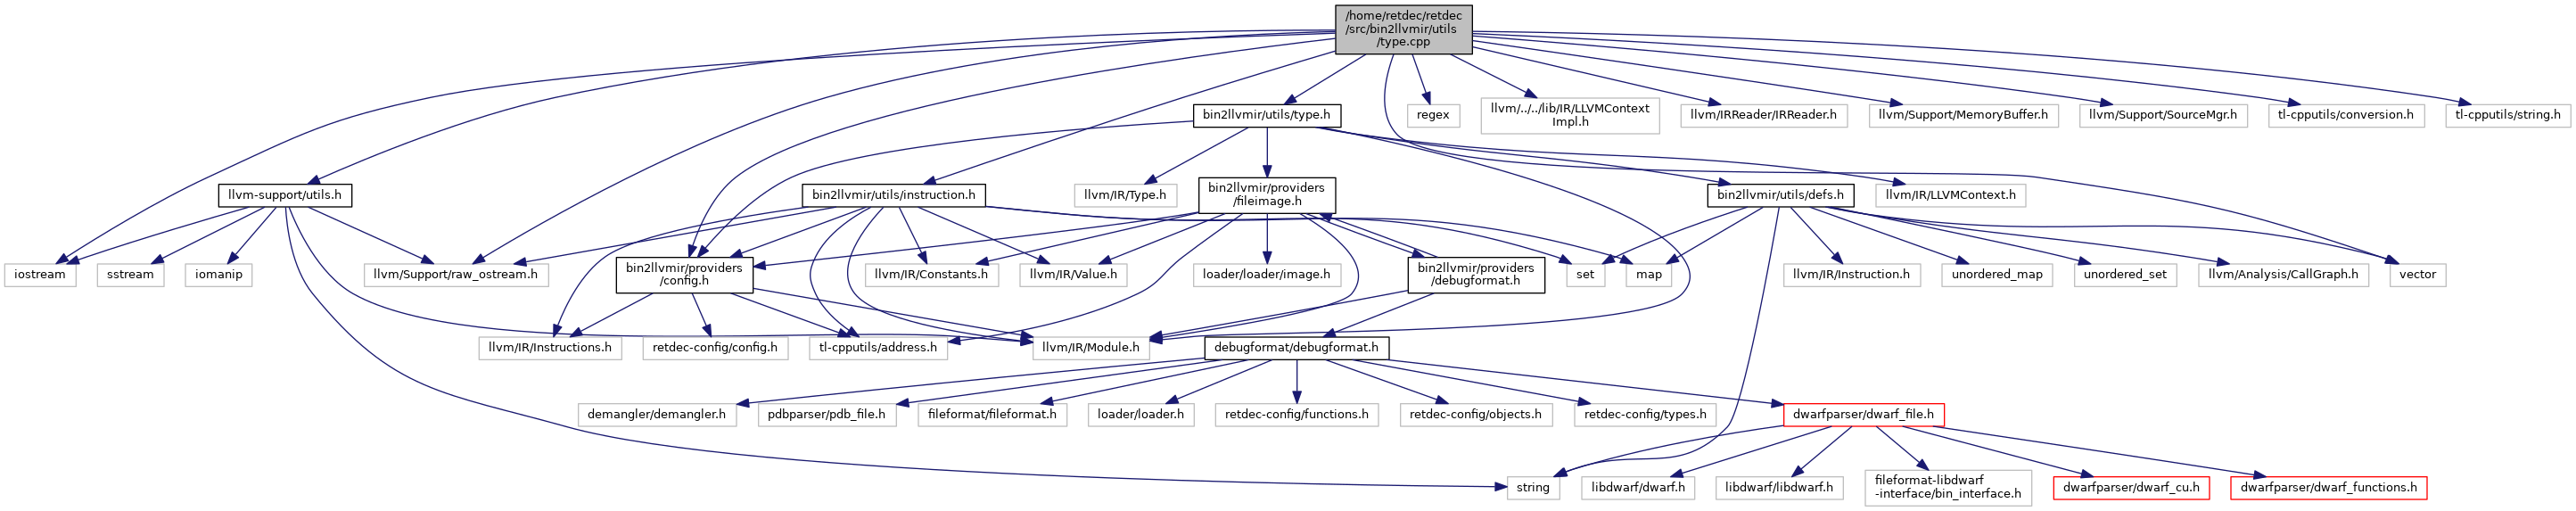 /home/retdec/retdec
/src/bin2llvmir/utils
/type.cpp
bin2llvmir/utils/type.h
regex
llvm/../../lib/IR/LLVMContext
Impl.h
llvm/IRReader/IRReader.h
llvm/Support/MemoryBuffer.h
llvm/Support/SourceMgr.h
tl-cpputils/conversion.h
tl-cpputils/string.h
llvm-support/utils.h
bin2llvmir/utils/instruction.h
llvm/IR/Type.h
bin2llvmir/providers
/fileimage.h
bin2llvmir/utils/defs.h
llvm/IR/LLVMContext.h
iostream
sstream
iomanip
llvm/Support/raw_ostream.h
bin2llvmir/providers
/config.h
llvm/IR/Constants.h
llvm/IR/Value.h
loader/loader/image.h
bin2llvmir/providers
/debugformat.h
set
map
llvm/IR/Instruction.h
unordered_map
unordered_set
llvm/Analysis/CallGraph.h
vector
llvm/IR/Instructions.h
retdec-config/config.h
tl-cpputils/address.h
llvm/IR/Module.h
debugformat/debugformat.h
demangler/demangler.h
pdbparser/pdb_file.h
fileformat/fileformat.h
loader/loader.h
retdec-config/functions.h
retdec-config/objects.h
retdec-config/types.h
dwarfparser/dwarf_file.h
string
libdwarf/dwarf.h
libdwarf/libdwarf.h
fileformat-libdwarf
-interface/bin_interface.h
dwarfparser/dwarf_cu.h
dwarfparser/dwarf_functions.h